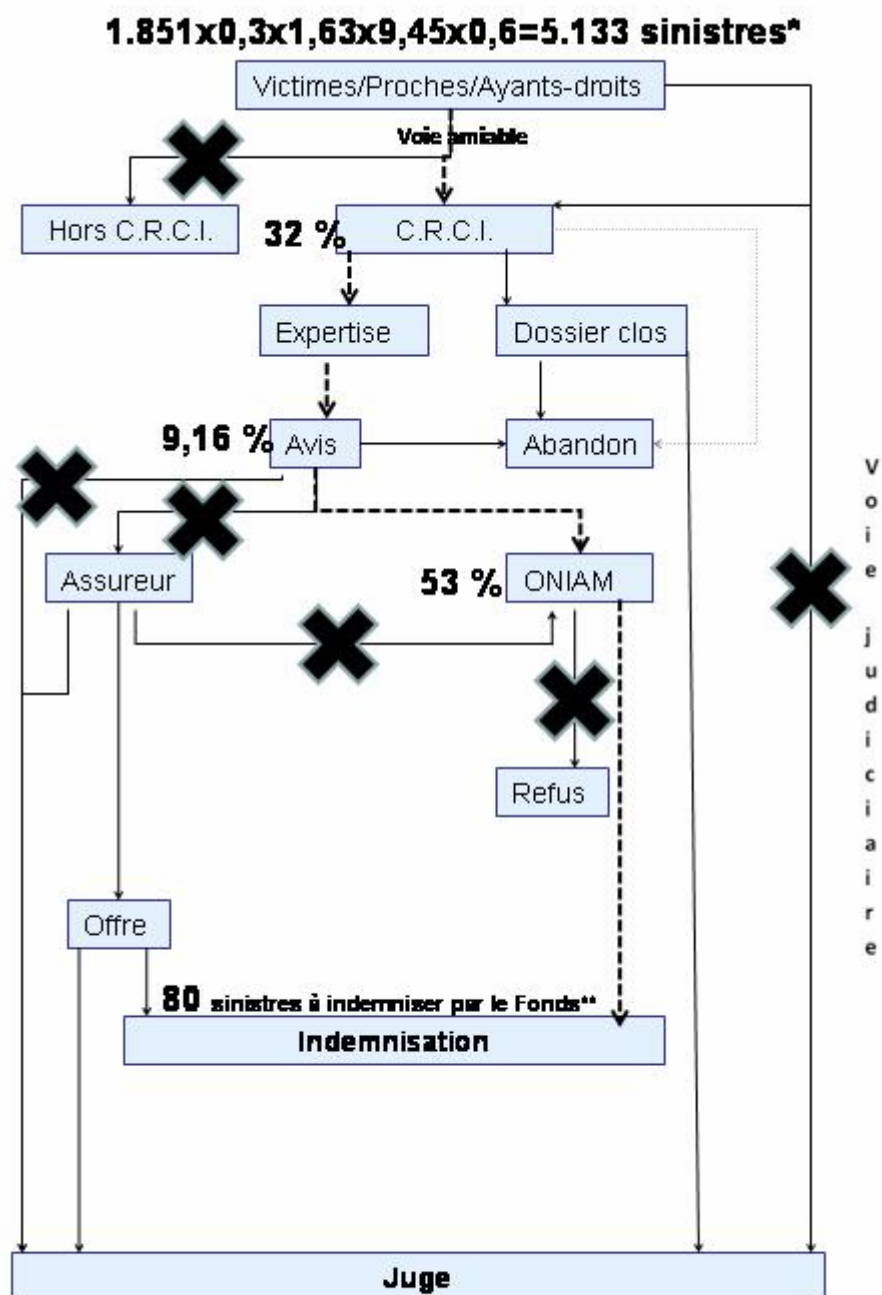 1.851x0,3x1,63x9,45x0,6=5.133 sinistres*
Victimes/Proches/Ayants-droits
Voie amiable
Hors C.R.C.I.
32 %
C.R.C.I.
Expertise
Dossier clos
9,16 %
Avis
Abandon
Assureur
53 %
ONIAM
Voie judiciaire
Refus
Offre
80 sinistres à indemniser par le Fonds**
Indemnisation
Juge